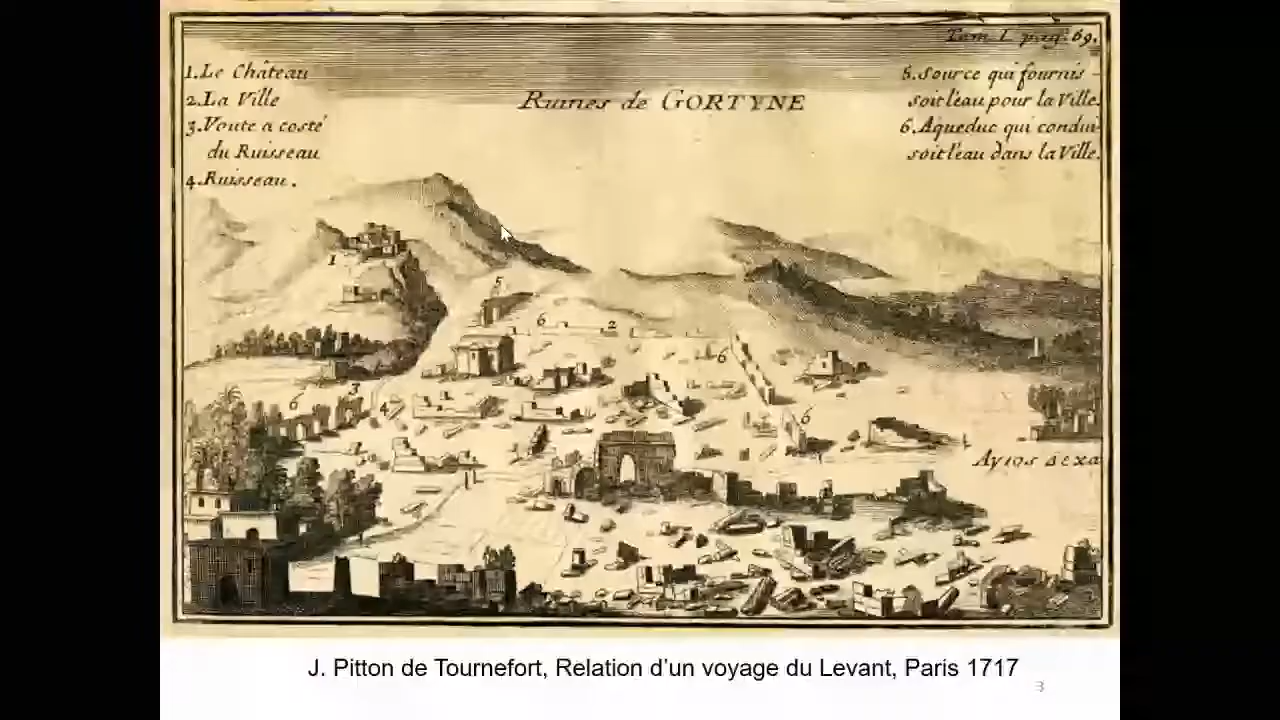 Tom. I. pag. 69.
1. Le Château
2. La Ville
3. Voute a costé
du Ruisseau
4. Ruisseau.
Ruines de GORTYNE
5. Source qui fournis-
soit l'eau pour la Ville.
6. Aqueduc qui condui-
soit l'eau dans la Ville.
1
5
6
2
6
3
6
4
6
Ayios Δεχα
J. Pitton de Tournefort, Relation d'un voyage du Levant, Paris 1717
3